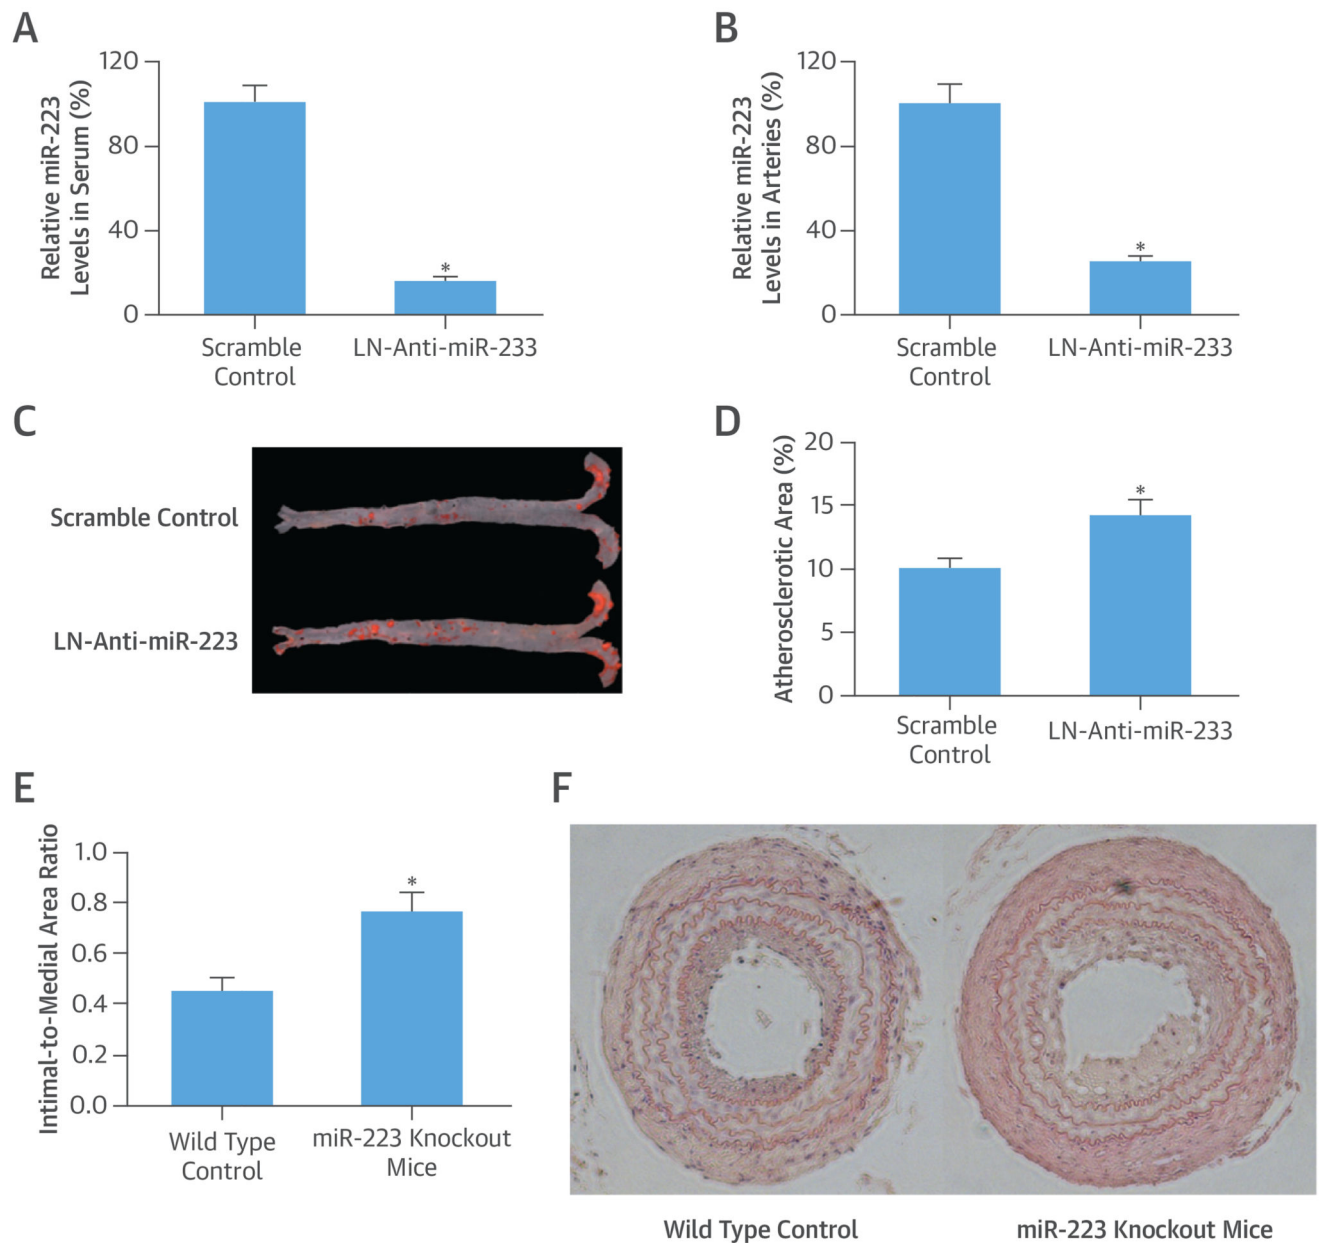 A
Relative miR-223
Levels in Serum (%)
120
80
40
0
*
Scramble
Control
LN-Anti-miR-233
B
Relative miR-223
Levels in Arteries (%)
120
80
40
0
*
Scramble
Control
LN-Anti-miR-233
C
Scramble Control
LN-Anti-miR-223
D
Atherosclerotic Area (%)
20
15
10
5
0
*
Scramble
Control
LN-Anti-miR-233
E
Intimal-to-Medial Area Ratio
1.0
0.8
0.6
0.4
0.2
0.0
*
Wild Type
Control
miR-223 Knockout
Mice
F
Wild Type Control
miR-223 Knockout Mice